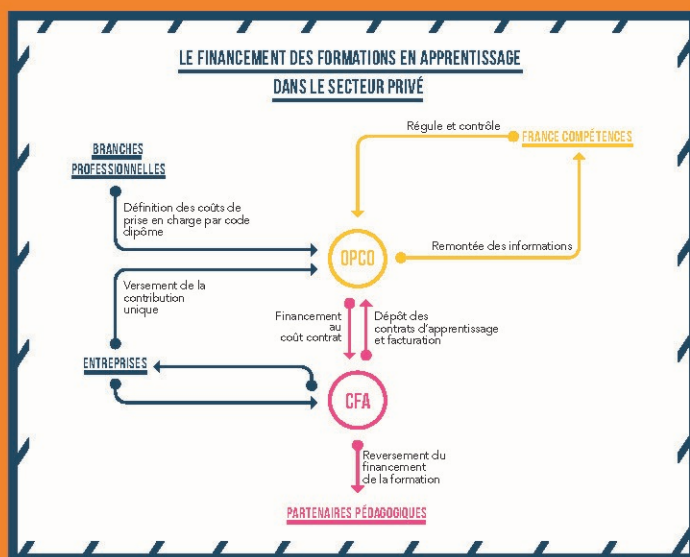 LE FINANCEMENT DES FORMATIONS EN APPRENTISSAGE
DANS LE SECTEUR PRIVÉ
Régule et contrôle
FRANCE COMPÉTENCES
BRANCHES
PROFESSIONNELLES
Définition des coûts de
prise en charge par code
dipôme
OPCO
Remontée des informations
Versement de la
contribution
unique
Financement
au
coût contrat
Dépôt des
contrats d'apprentissage
et facturation
ENTREPRISES
CFA
Reversement du
financement
de la formation
PARTENAIRES PÉDAGOGIQUES